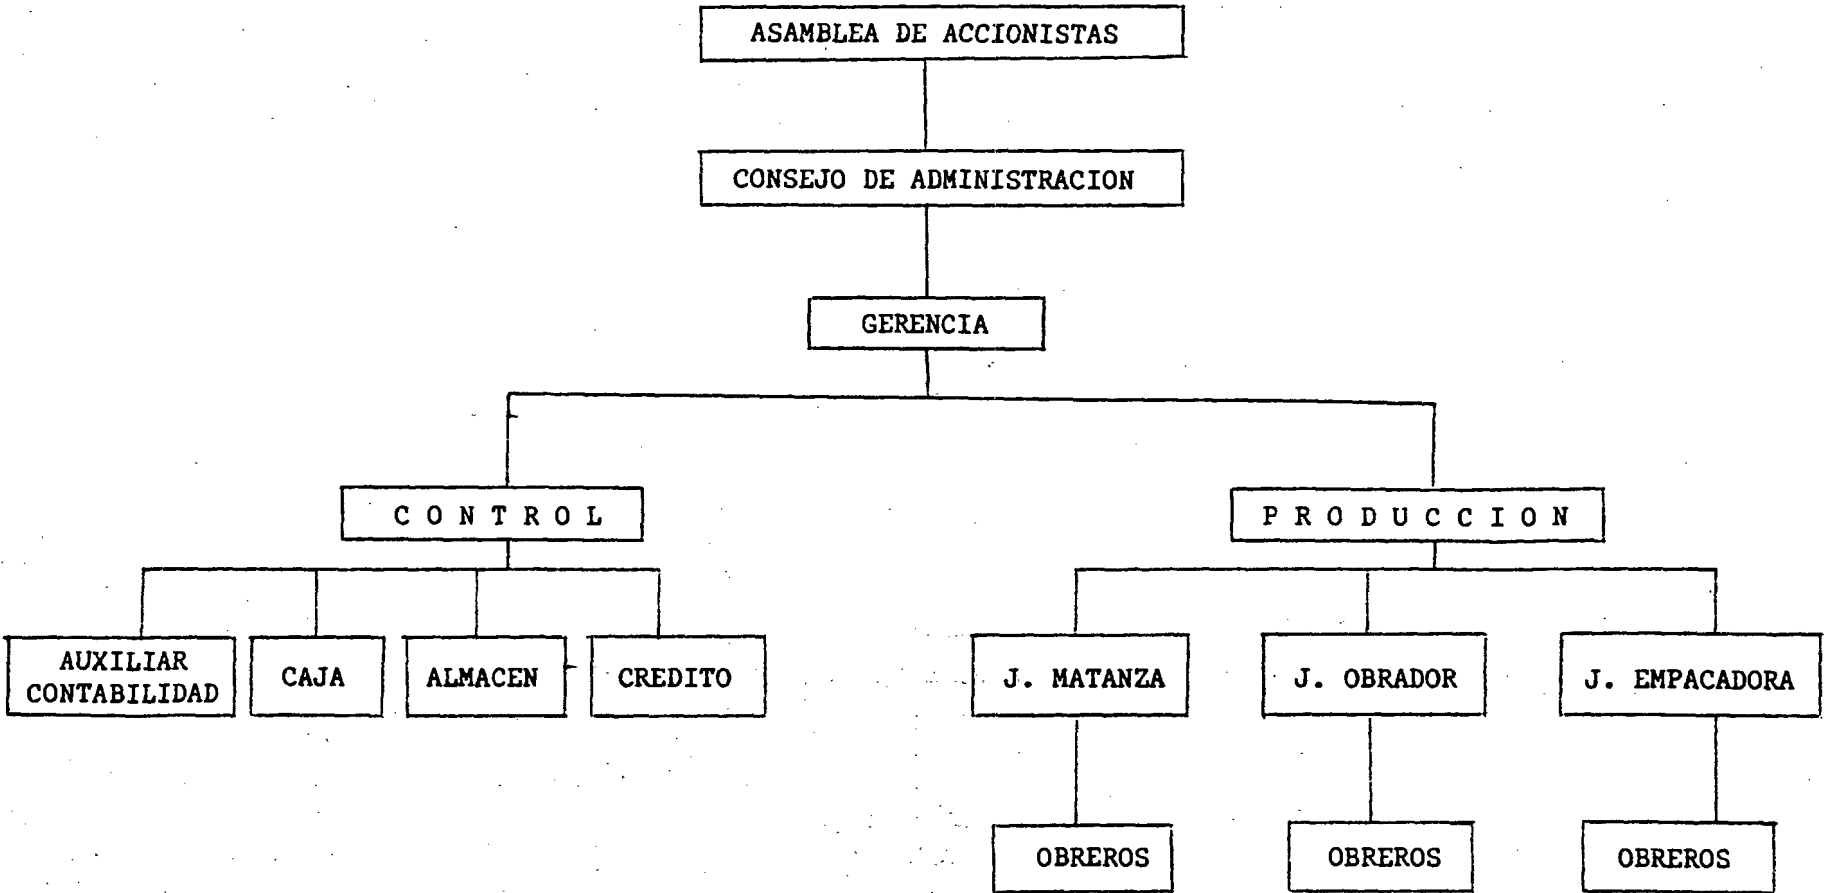 ASAMBLEA DE ACCIONISTAS
CONSEJO DE ADMINISTRACION
GERENCIA
C O N T R O L
P R O D U C C I O N
AUXILIAR
CONTABILIDAD
CAJA
ALMACEN
CREDITO
J. MATANZA
J. OBRADOR
J. EMPACADORA
OBREROS
OBREROS
OBREROS